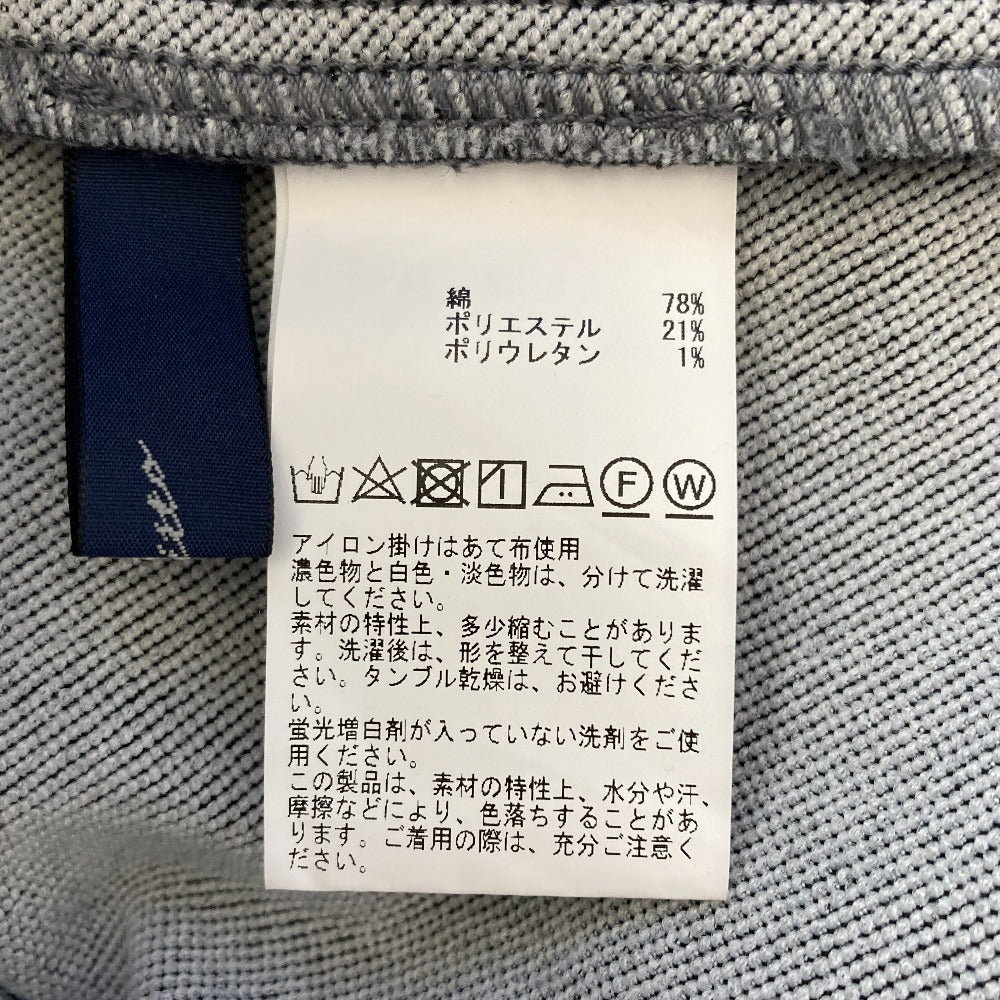 綿 78%
ポリエステル 21%
ポリウレタン 1%
F W
アイロン掛けはあて布使用
濃色物と白色・淡色物は、分けて洗濯
してください。
素材の特性上、多少縮むことがありま
す。洗濯後は、形を整えて干してくだ
さい。タンブル乾燥は、お避けくださ
い。
蛍光増白剤が入っていない洗剤をご使
用ください。
この製品は、素材の特性上、水分や汗、
摩擦などにより、色落ちすることがあ
ります。ご着用の際は、充分ご注意く
ださい。